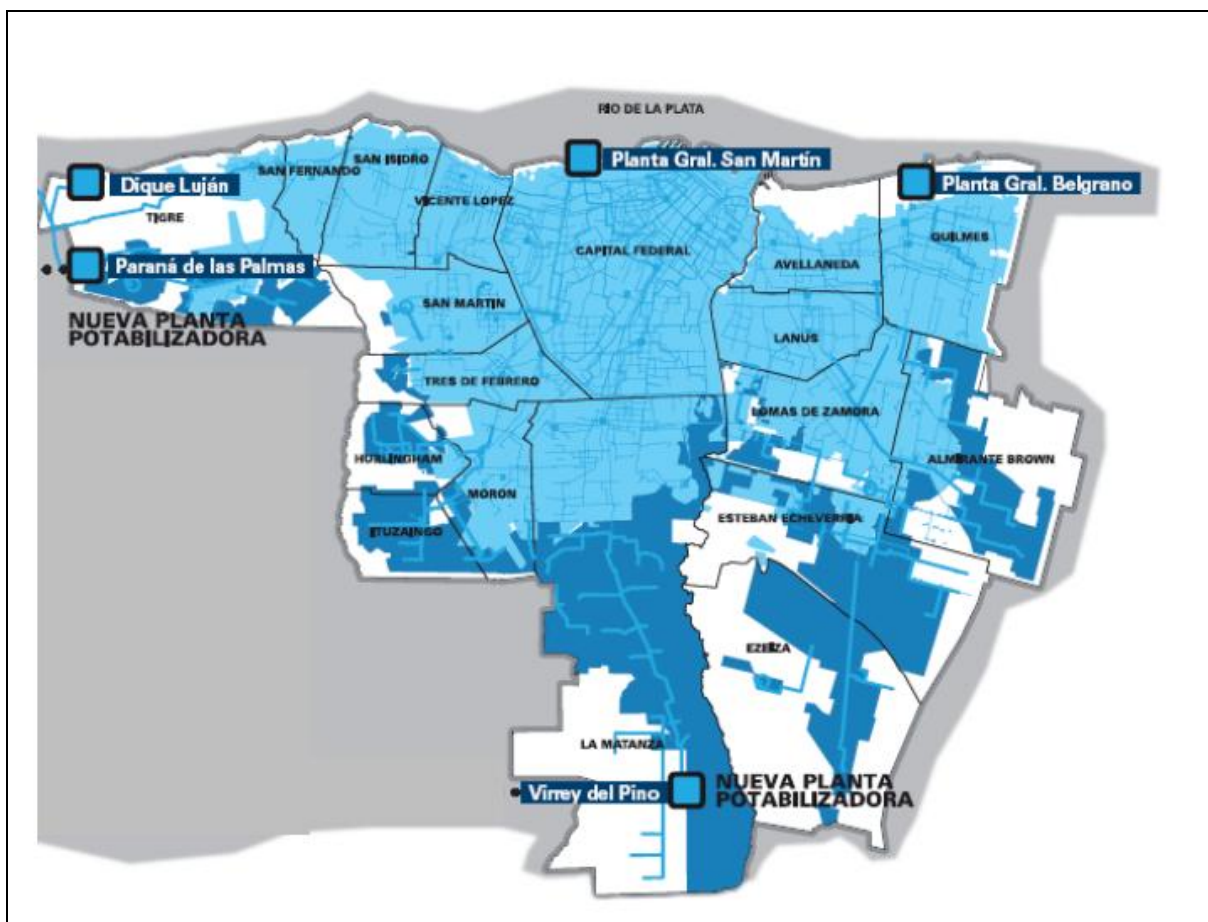 RIO DE LA PLATA
SAN ISIDRO
Planta Gral. San Martín
SAN FERNANDO
Dique Luján
Planta Gral. Belgrano
VICENTE LOPEZ
TIGRE
QUILMES
CAPITAL FEDERAL
AVELLANEDA
Paraná de las Palmas
SAN MARTIN
NUEVA PLANTA
POTABILIZADORA
LANUS
TRES DE FEBRERO
LOMAS DE ZAMORA
HURLINGHAM
ALMIRANTE BROWN
MORON
ESTEBAN ECHEVERRIA
ITUZAINGO
EZEIZA
LA MATANZA
Virrey del Pino
NUEVA PLANTA
POTABILIZADORA